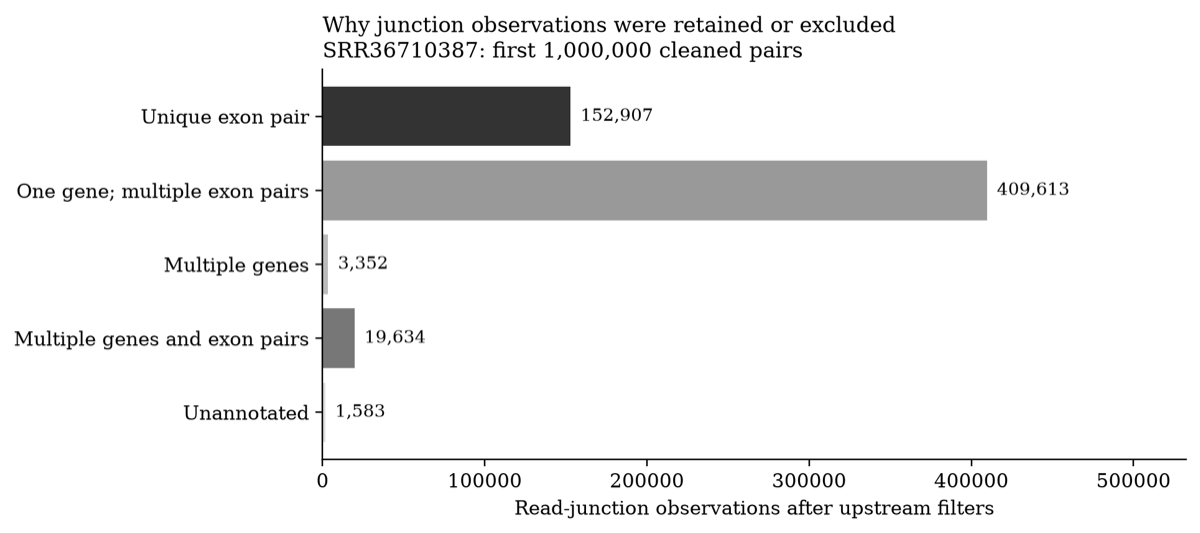 Why junction observations were retained or excluded
SRR36710387: first 1,000,000 cleaned pairs
Unique exon pair
152,907
One gene; multiple exon pairs
409,613
Multiple genes
3,352
Multiple genes and exon pairs
19,634
Unannotated
1,583
0 100000 200000 300000 400000 500000
Read-junction observations after upstream filters